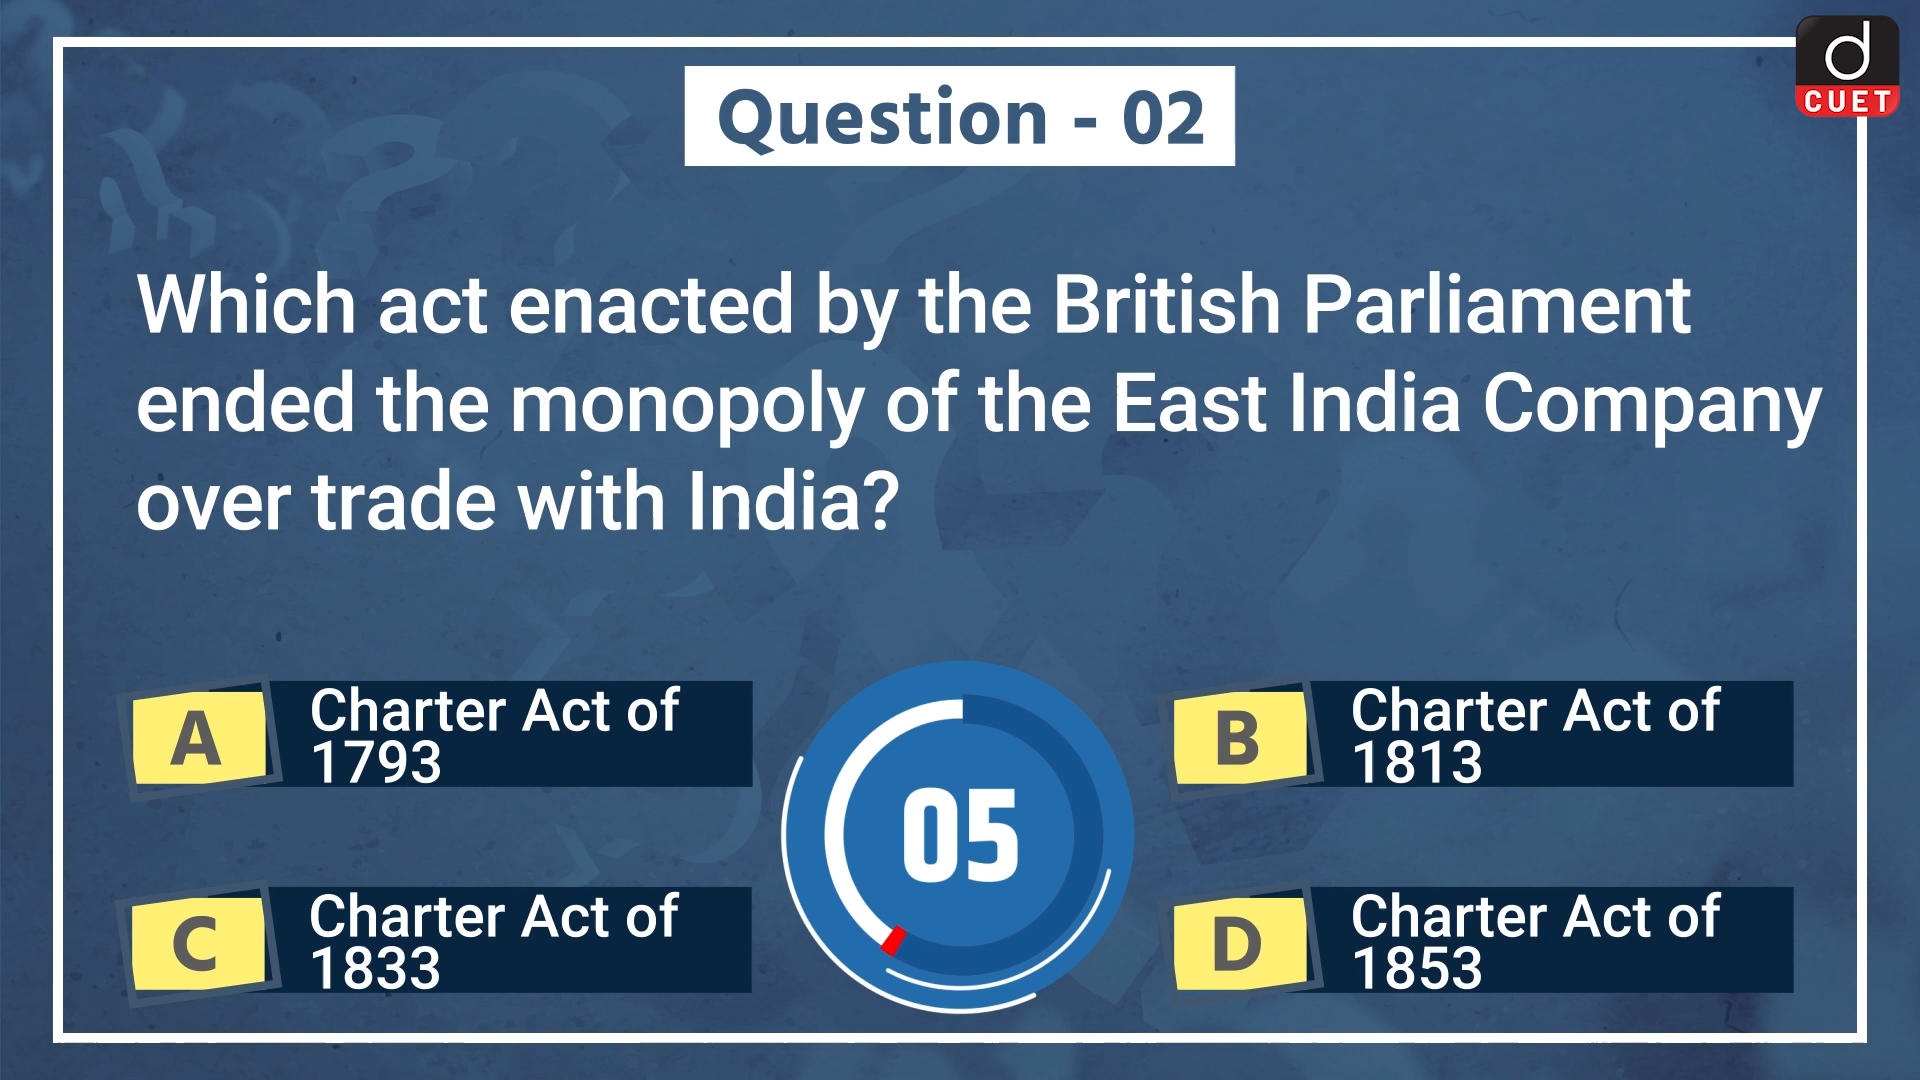 d
CUET
Question - 02
Which act enacted by the British Parliament
ended the monopoly of the East India Company
over trade with India?
A
Charter Act of
1793
B
Charter Act of
1813
05
C
Charter Act of
1833
D
Charter Act of
1853